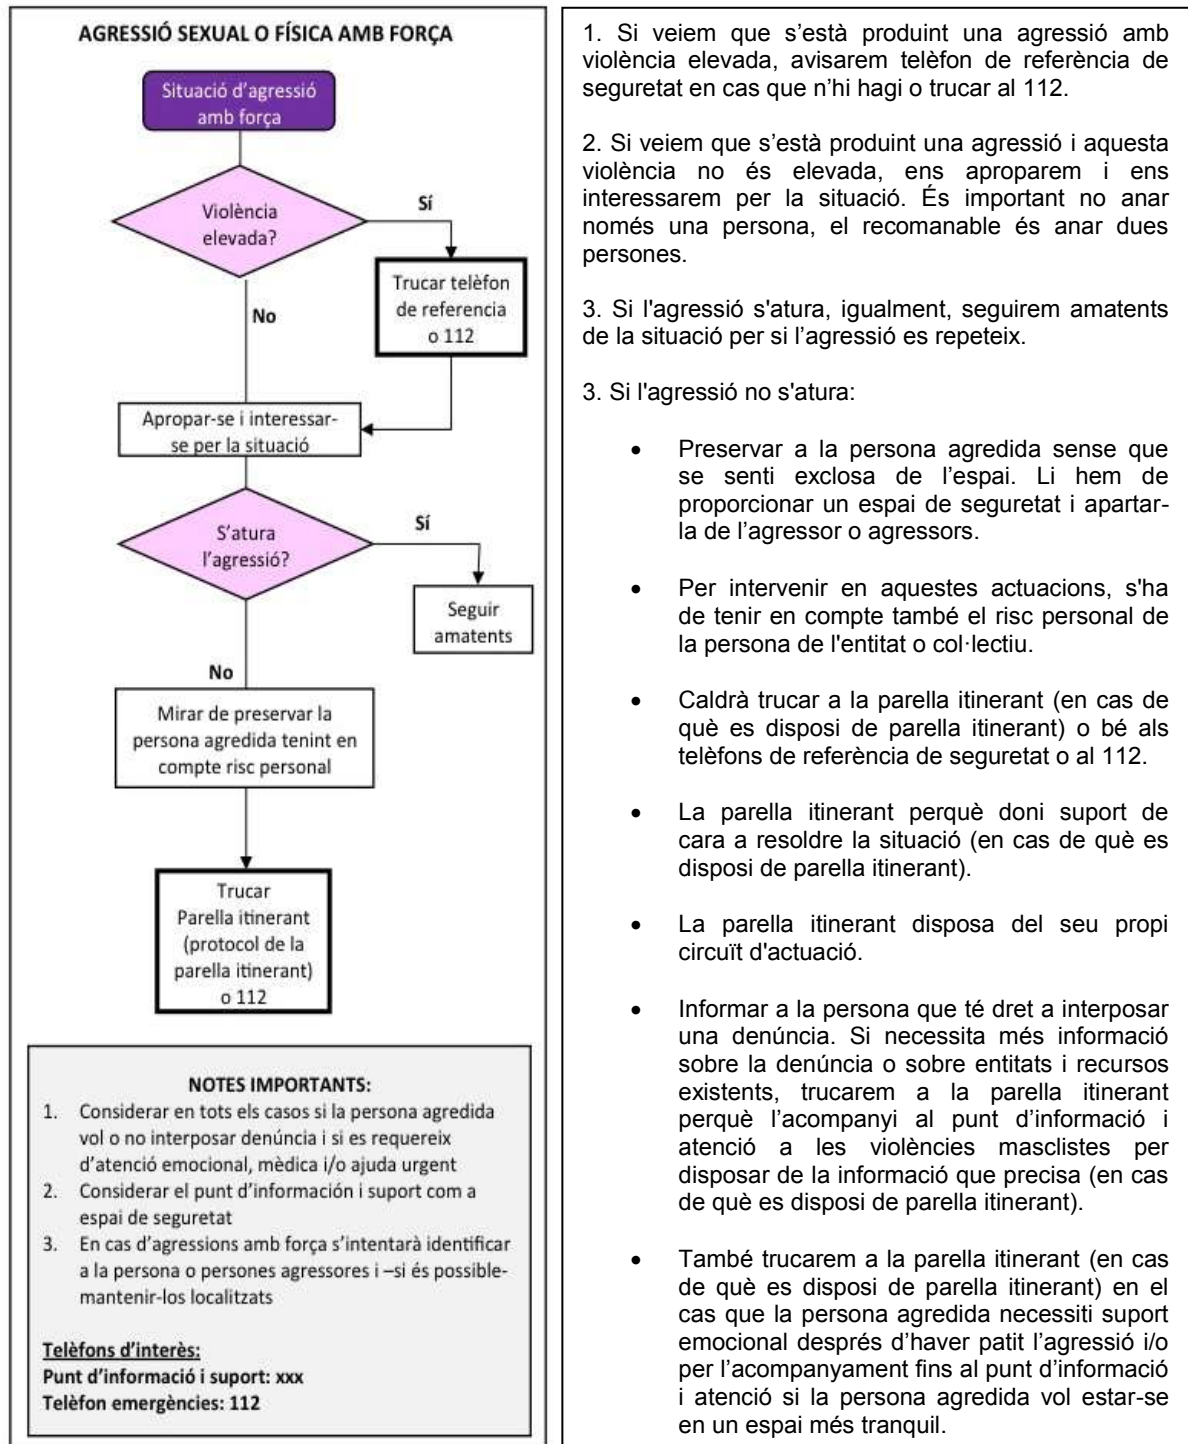 AGRESSIÓ SEXUAL O FÍSICA AMB FORÇA
Situació d’agressió
amb força
Violència
elevada?
Sí
No
Trucar telèfon
de referencia
o 112
Apropar-se i interessar-
se per la situació
S’atura
l’agressió?
Sí
Seguir
amatents
No
Mirar de preservar la
persona agredida tenint en
compte risc personal
Trucar
Parella itinerant
(protocol de la
parella itinerant)
o 112
NOTES IMPORTANTS:
1. Considerar en tots els casos si la persona agredida
vol o no interposar denúncia i si es requereix
d’atenció emocional, mèdica i/o ajuda urgent
2. Considerar el punt d’información i suport com a
espai de seguretat
3. En cas d’agressions amb força s’intentarà identificar
a la persona o persones agressores i –si és possible-
mantenir-los localitzats
Telèfons d’interès:
Punt d’informació i suport: xxx
Telèfon emergències: 112
1. Si veiem que s’està produint una agressió amb
violència elevada, avisarem telèfon de referència de
seguretat en cas que n’hi hagi o trucar al 112.
2. Si veiem que s’està produint una agressió i aquesta
violència no és elevada, ens aproparem i ens
interessarem per la situació. És important no anar
només una persona, el recomanable és anar dues
persones.
3. Si l'agressió s'atura, igualment, seguirem amatents
de la situació per si l’agressió es repeteix.
3. Si l'agressió no s'atura:
• Preservar a la persona agredida sense que
se senti exclosa de l’espai. Li hem de
proporcionar un espai de seguretat i apartar-
la de l’agressor o agressors.
• Per intervenir en aquestes actuacions, s'ha
de tenir en compte també el risc personal de
la persona de l'entitat o col·lectiu.
• Caldrà trucar a la parella itinerant (en cas de
què es disposi de parella itinerant) o bé als
telèfons de referència de seguretat o al 112.
• La parella itinerant perquè doni suport de
cara a resoldre la situació (en cas de què es
disposi de parella itinerant).
• La parella itinerant disposa del seu propi
circuït d'actuació.
• Informar a la persona que té dret a interposar
una denúncia. Si necessita més informació
sobre la denúncia o sobre entitats i recursos
existents, trucarem a la parella itinerant
perquè l’acompanyi al punt d’informació i
atenció a les violències masclistes per
disposar de la informació que precisa (en cas
de què es disposi de parella itinerant).
• També trucarem a la parella itinerant (en cas
de què es disposi de parella itinerant) en el
cas que la persona agredida necessiti suport
emocional després d’haver patit l’agressió i/o
per l’acompanyament fins al punt d’informació
i atenció si la persona agredida vol estar-se
en un espai més tranquil.